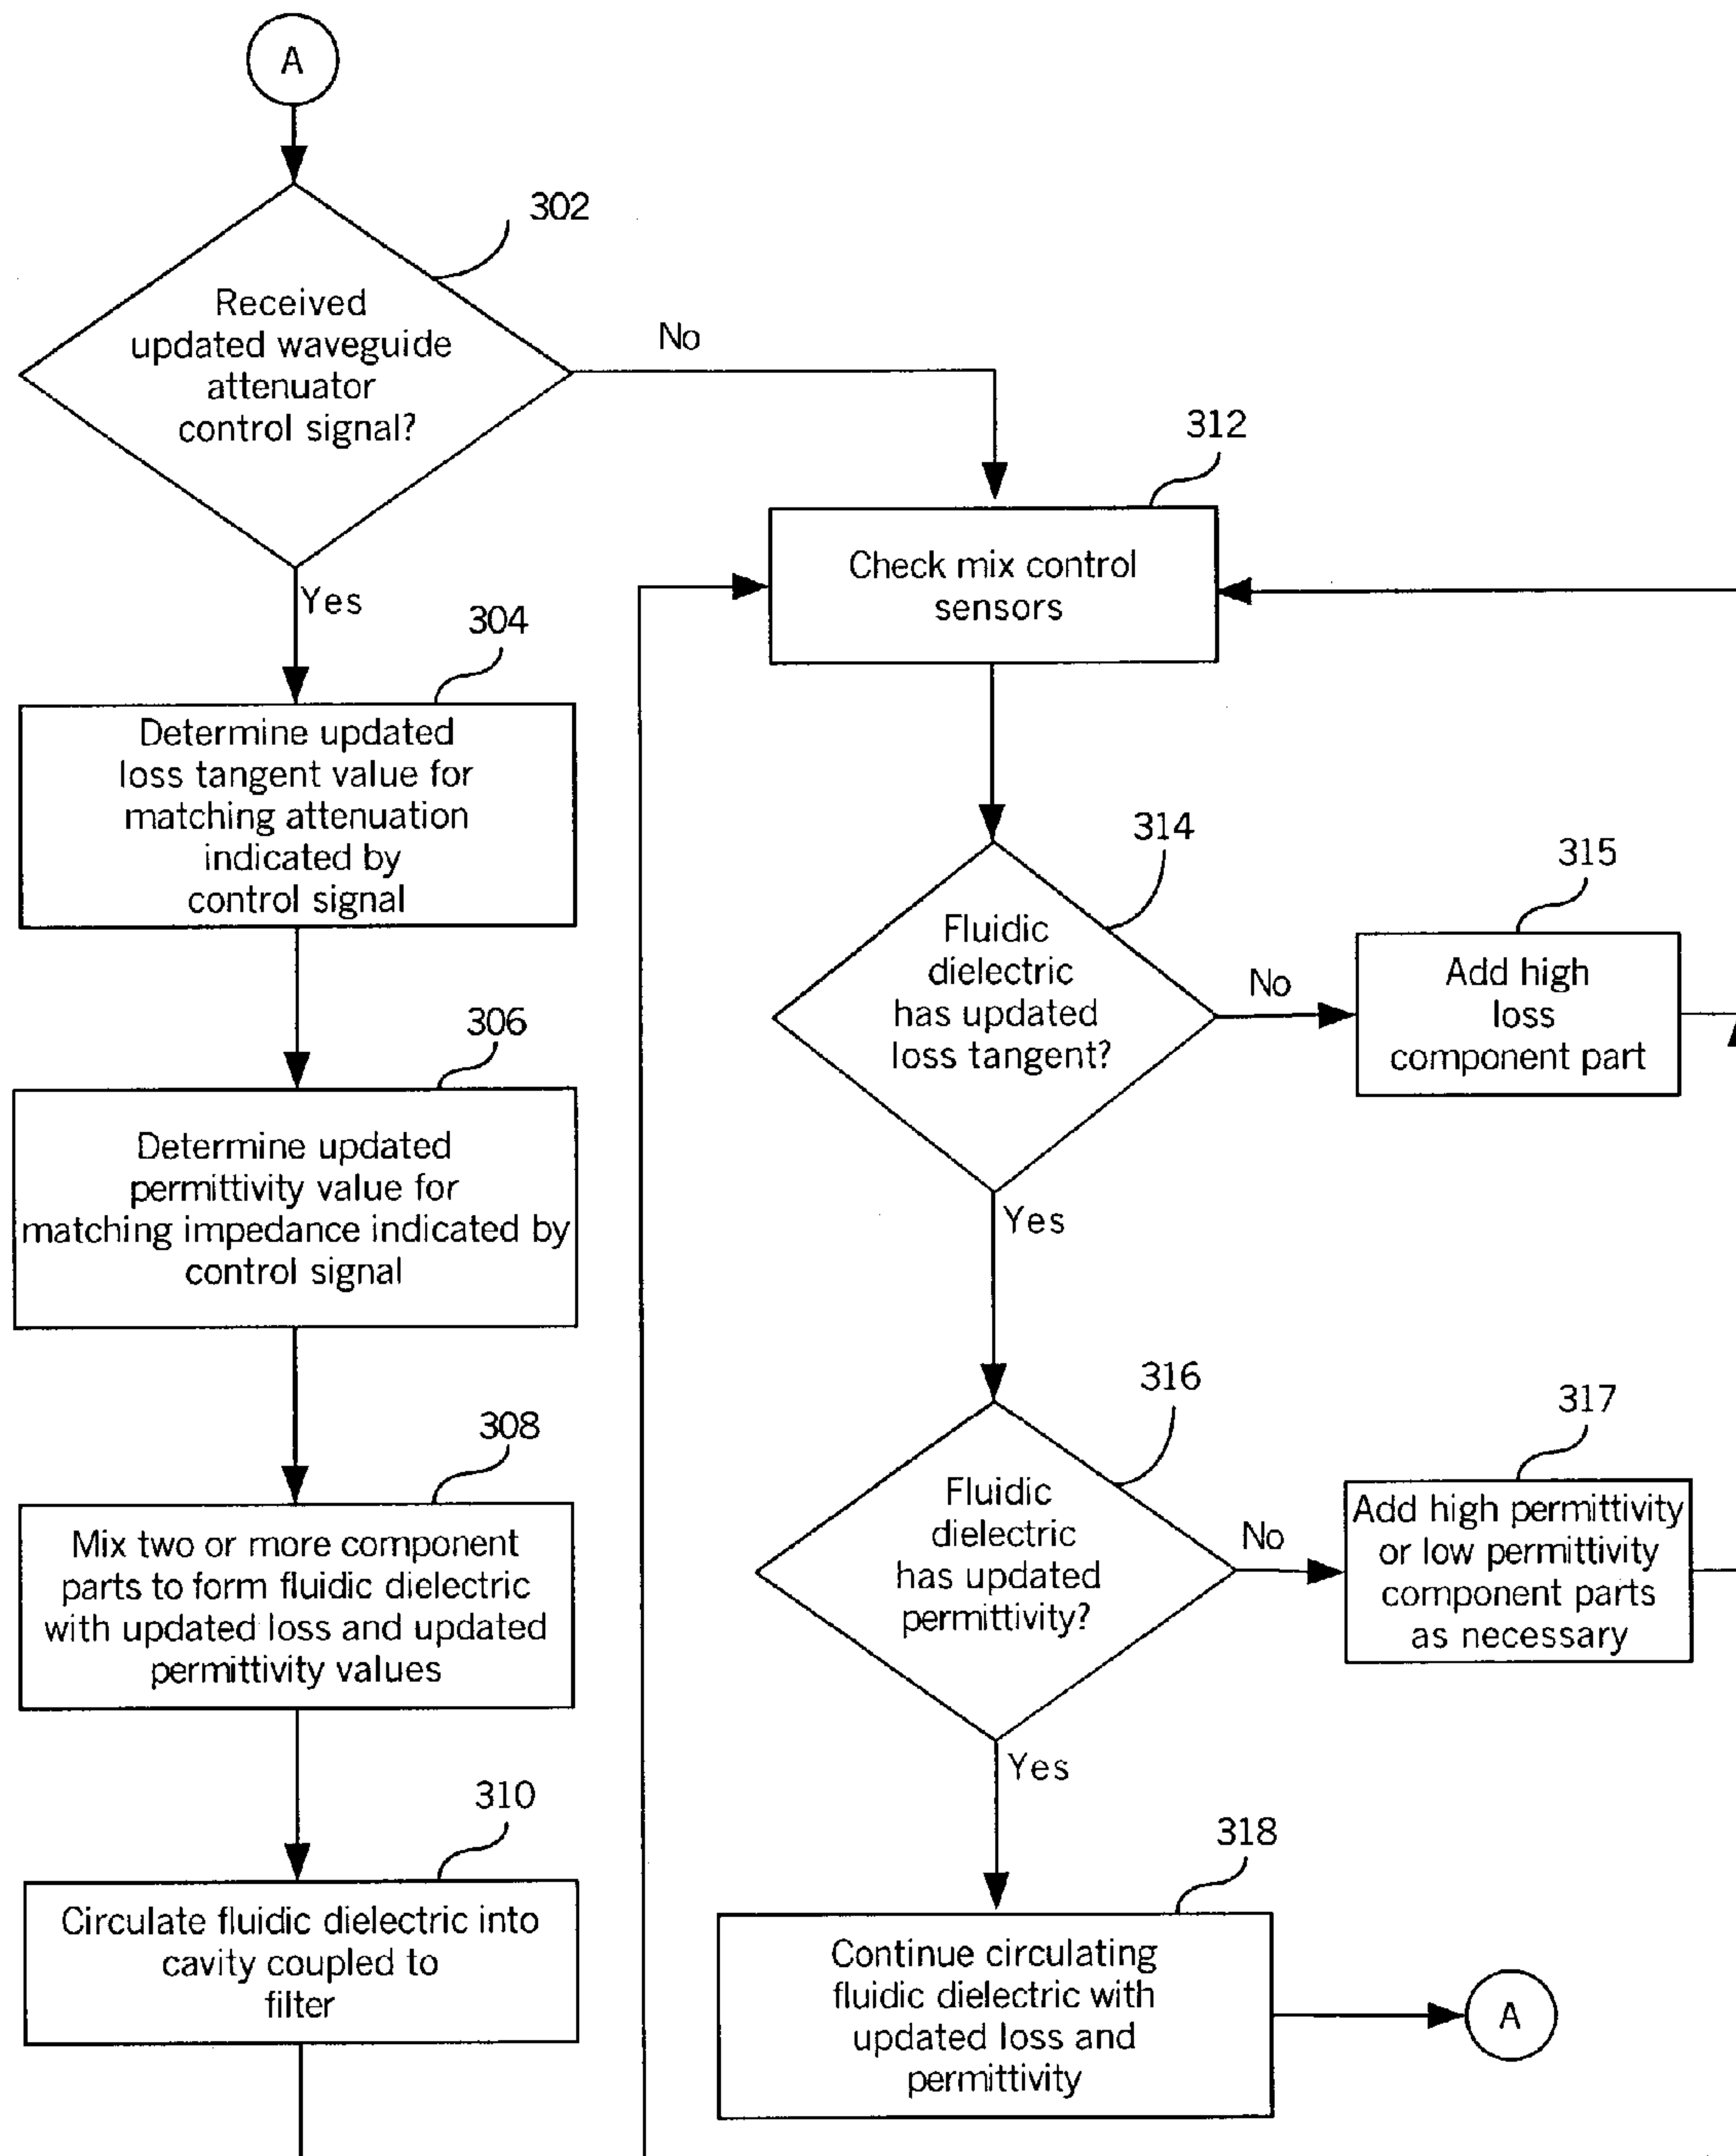 A
302
Received
updated waveguide
attenuator
control signal?
No
Yes
304
Determine updated
loss tangent value for
matching attenuation
indicated by
control signal
306
Determine updated
permittivity value for
matching impedance indicated by
control signal
308
Mix two or more component
parts to form fluidic dielectric
with updated loss and updated
permittivity values
310
Circulate fluidic dielectric into
cavity coupled to
filter
312
Check mix control
sensors
314
Fluidic
dielectric
has updated
loss tangent?
No
Yes
315
Add high
loss
component part
316
Fluidic
dielectric
has updated
permittivity?
No
Yes
317
Add high permittivity
or low permittivity
component parts
as necessary
318
Continue circulating
fluidic dielectric with
updated loss and
permittivity
A